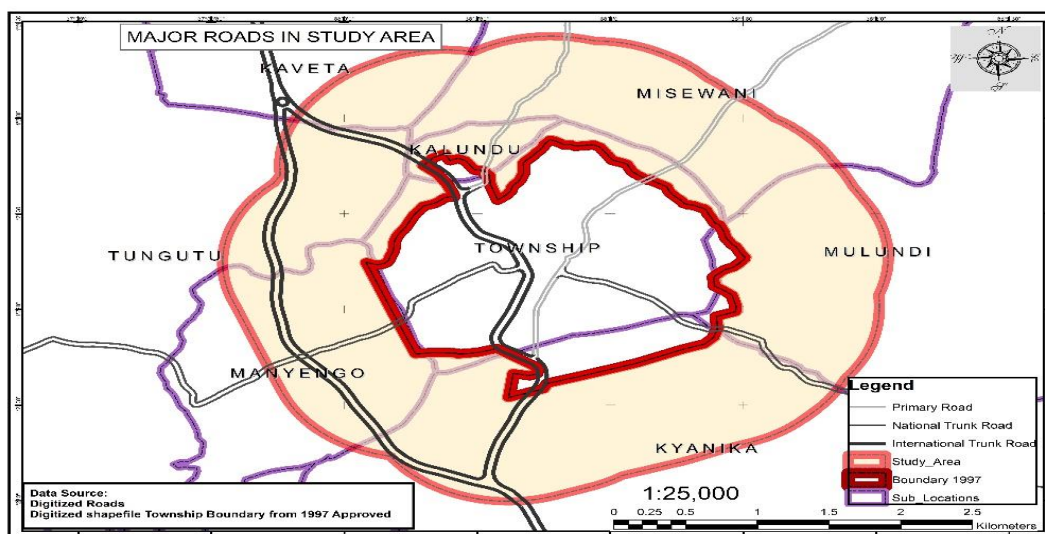 MAJOR ROADS IN STUDY AREA
KAVETA
MISEWANI
KALUNDU
TUNGUTU
TOWNSHIP
MULUNDI
MANYENGO
KYANIKA
Legend
Primary Road
National Trunk Road
International Trunk Road
Study_Area
Boundary 1997
Sub_Locations
Data Source:
Digitized Roads
Digitized shapefile Township Boundary from 1997 Approved
1:25,000
0 0.25 0.5 1 1.5 2 2.5
Kilometers